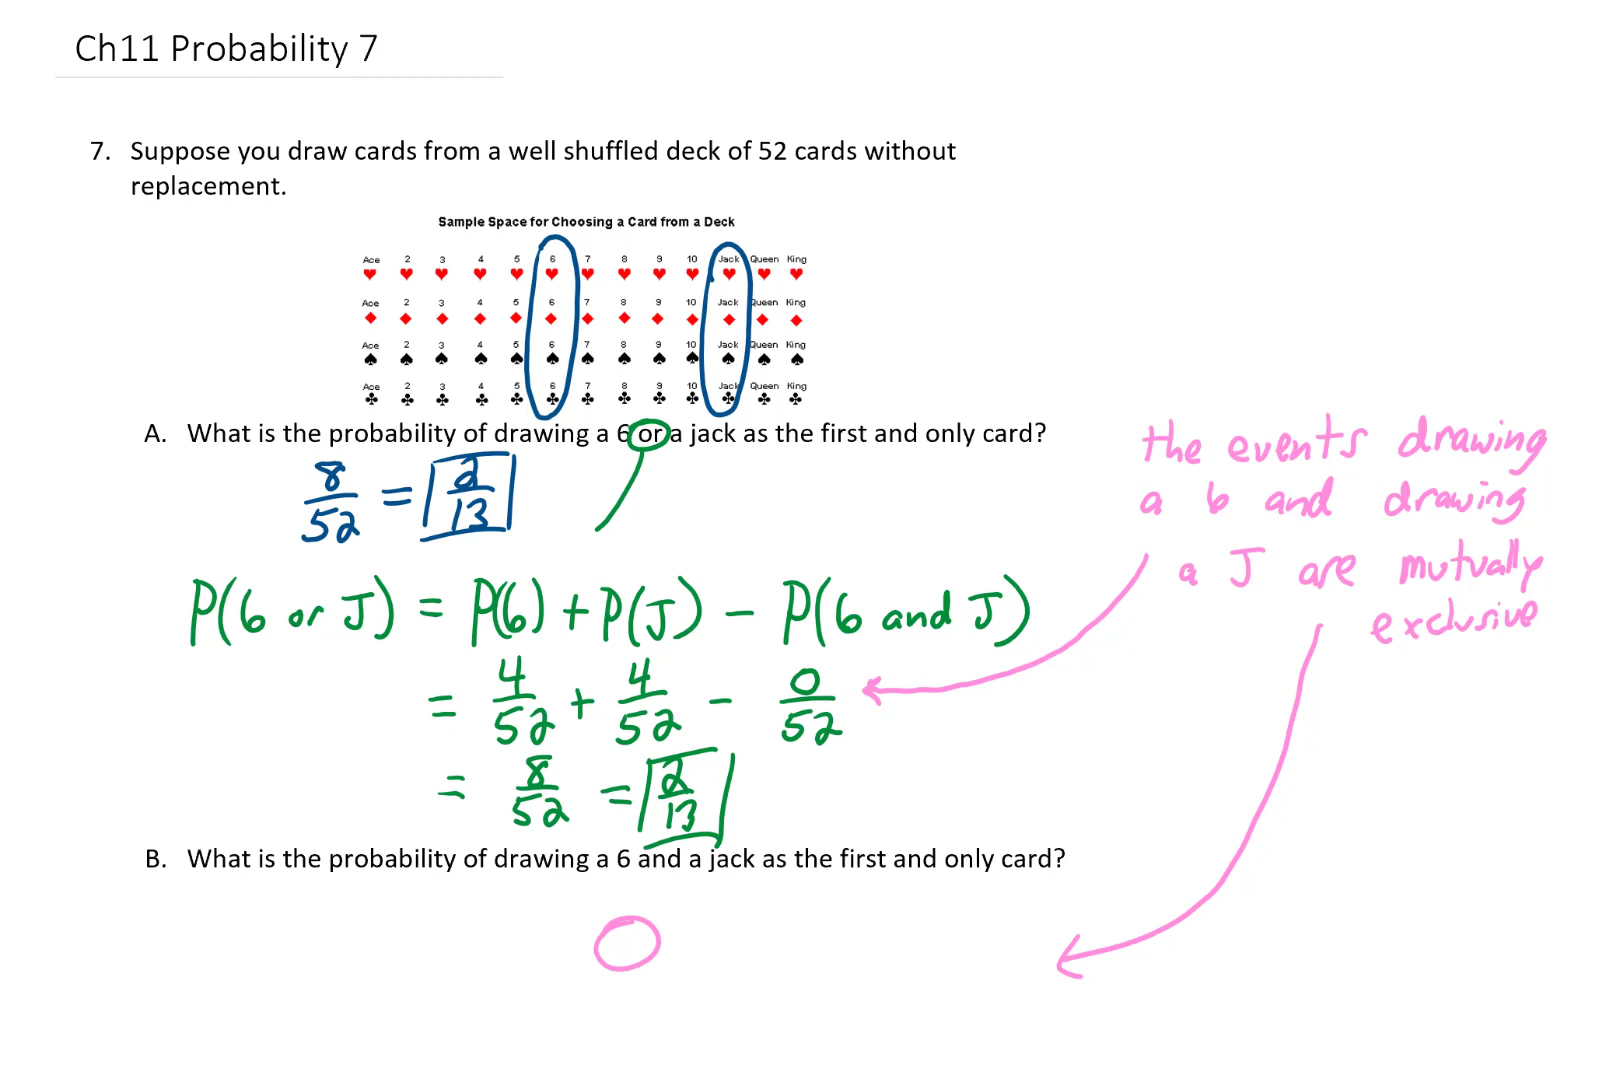 Ch11 Probability 7
7. Suppose you draw cards from a well shuffled deck of 52 cards without
replacement.
Sample Space for Choosing a Card from a Deck
Ace 2 3 4 5 6 7 8 9 10 Jack Queen King
♥ ♥ ♥ ♥ ♥ ♥ ♥ ♥ ♥ ♥ ♥ ♥ ♥
Ace 2 3 4 5 6 7 8 9 10 Jack Queen King
♦ ♦ ♦ ♦ ♦ ♦ ♦ ♦ ♦ ♦ ♦ ♦ ♦
Ace 2 3 4 5 6 7 8 9 10 Jack Queen King
♠ ♠ ♠ ♠ ♠ ♠ ♠ ♠ ♠ ♠ ♠ ♠ ♠
Ace 2 3 4 5 6 7 8 9 10 Jack Queen King
♣ ♣ ♣ ♣ ♣ ♣ ♣ ♣ ♣ ♣ ♣ ♣ ♣
A. What is the probability of drawing a 6 or a jack as the first and only card?
8/52 = 2/13
the events drawing
a 6 and drawing
a J are mutually
exclusive
P(6 or J) = P(6) + P(J) - P(6 and J)
= 4/52 + 4/52 - 0/52
= 8/52 = 2/13
B. What is the probability of drawing a 6 and a jack as the first and only card?
0